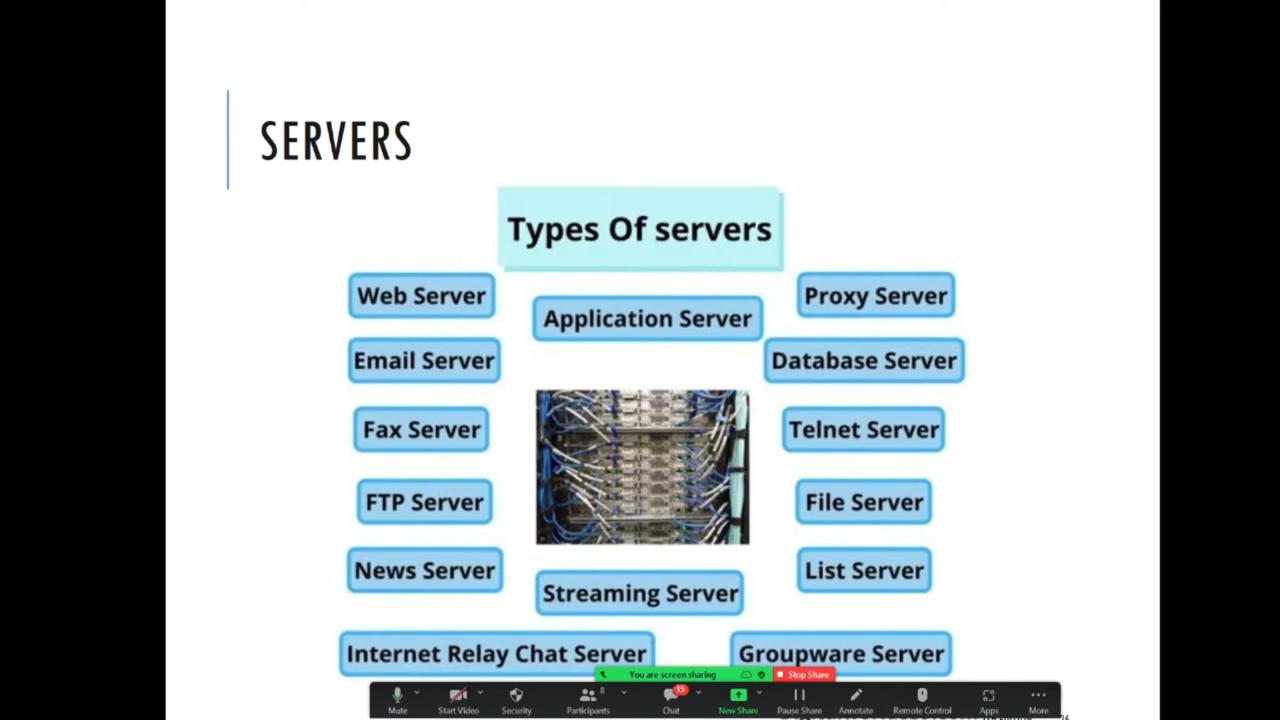 SERVERS
Types Of servers
Web Server
Application Server
Proxy Server
Email Server
Database Server
Fax Server
Telnet Server
FTP Server
File Server
News Server
List Server
Streaming Server
Internet Relay Chat Server
Groupware Server
You are screen sharing
Stop Share
8
15
Mute
Start Video
Security
Participants
Chat
New Share
Pause Share
Annotate
Remote Control
Apps
More